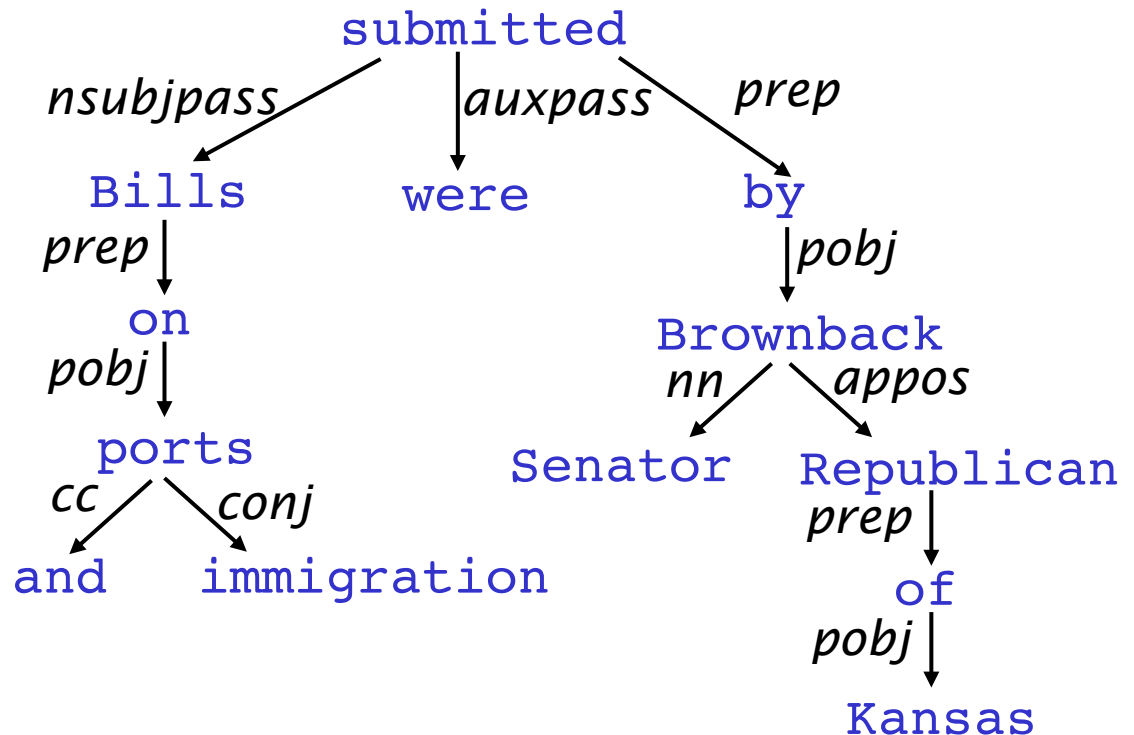 submitted
nsubjpass auxpass prep
Bills were by
prep pobj
on Brownback
pobj nn appos
ports Senator Republican
cc conj prep
and immigration of
pobj
Kansas